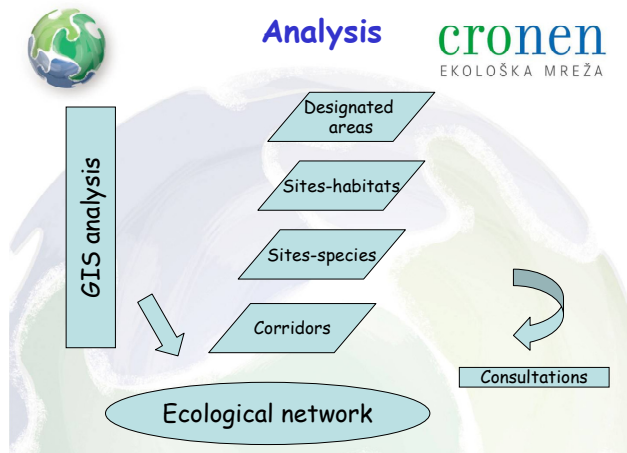 Analysis
cronen
EKOLOŠKA MREŽA
Designated
areas
Sites-habitats
Sites-species
Corridors
GIS analysis
Consultations
Ecological network